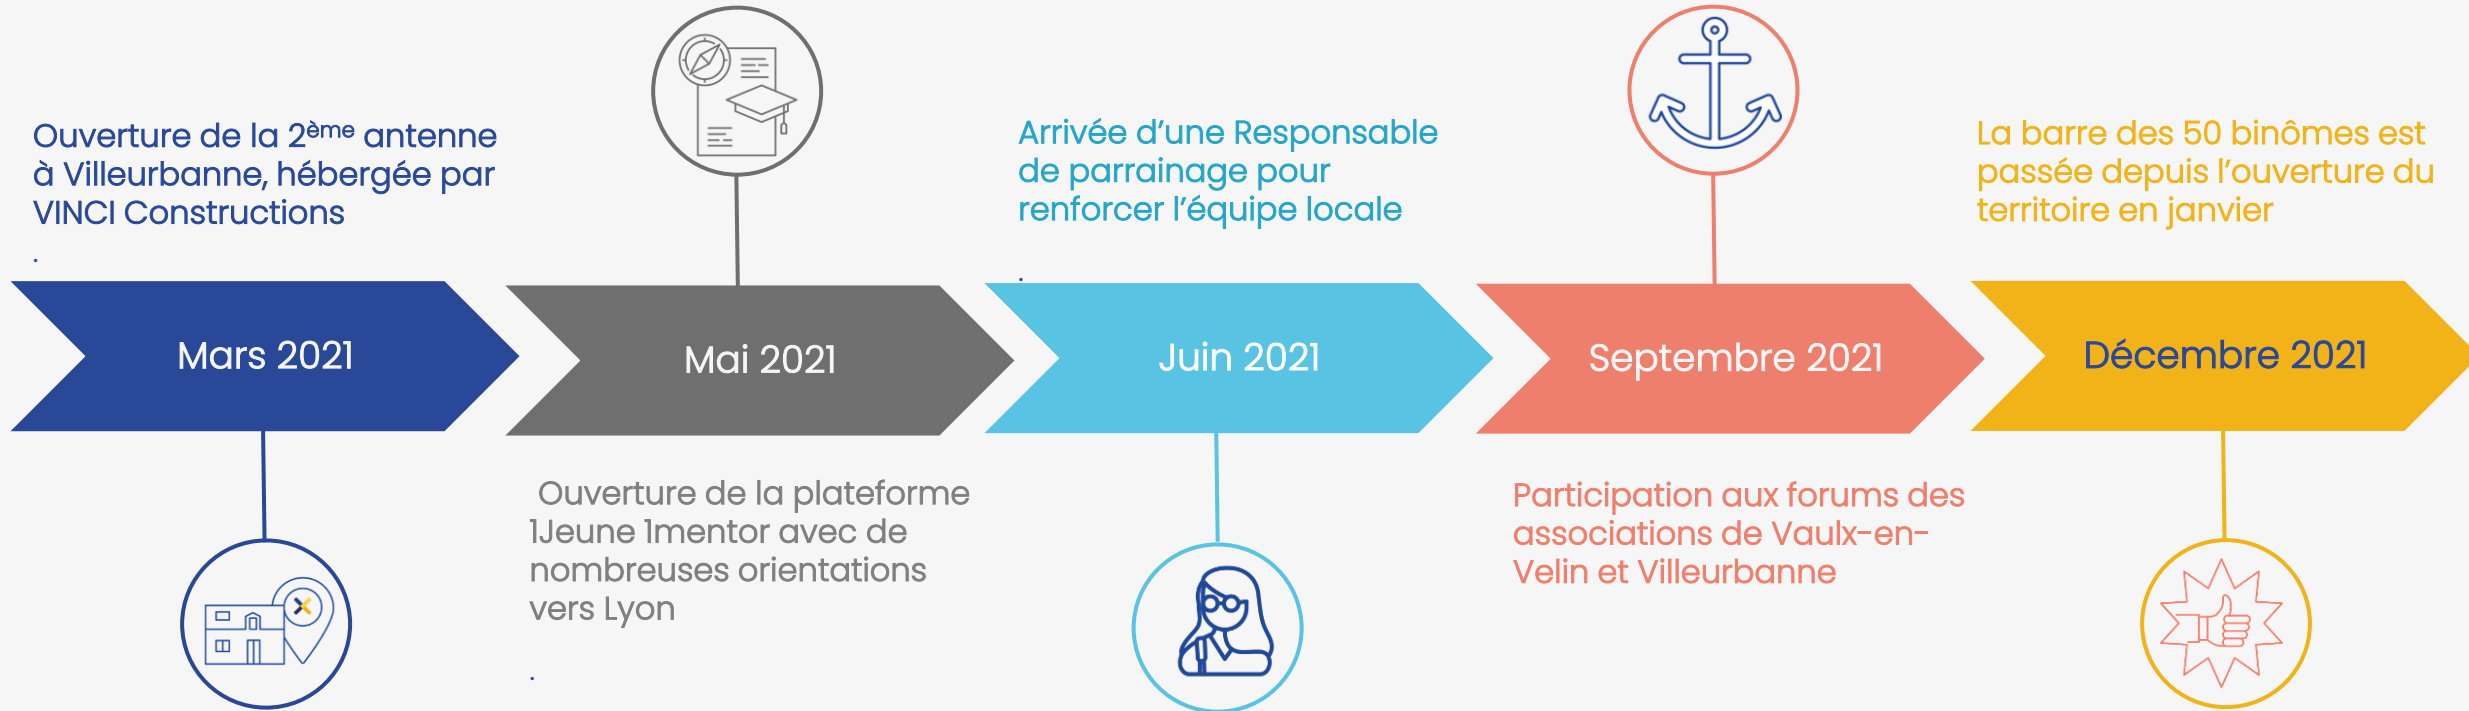 Ouverture de la 2ème antenne
à Villeurbanne, hébergée par
VINCI Constructions
.
Mars 2021
Mai 2021
Ouverture de la plateforme
1Jeune 1mentor avec de
nombreuses orientations
vers Lyon
.
Arrivée d’une Responsable
de parrainage pour
renforcer l’équipe locale
.
Juin 2021
Septembre 2021
Participation aux forums des
associations de Vaulx-en-
Velin et Villeurbanne
La barre des 50 binômes est
passée depuis l’ouverture du
territoire en janvier
Décembre 2021